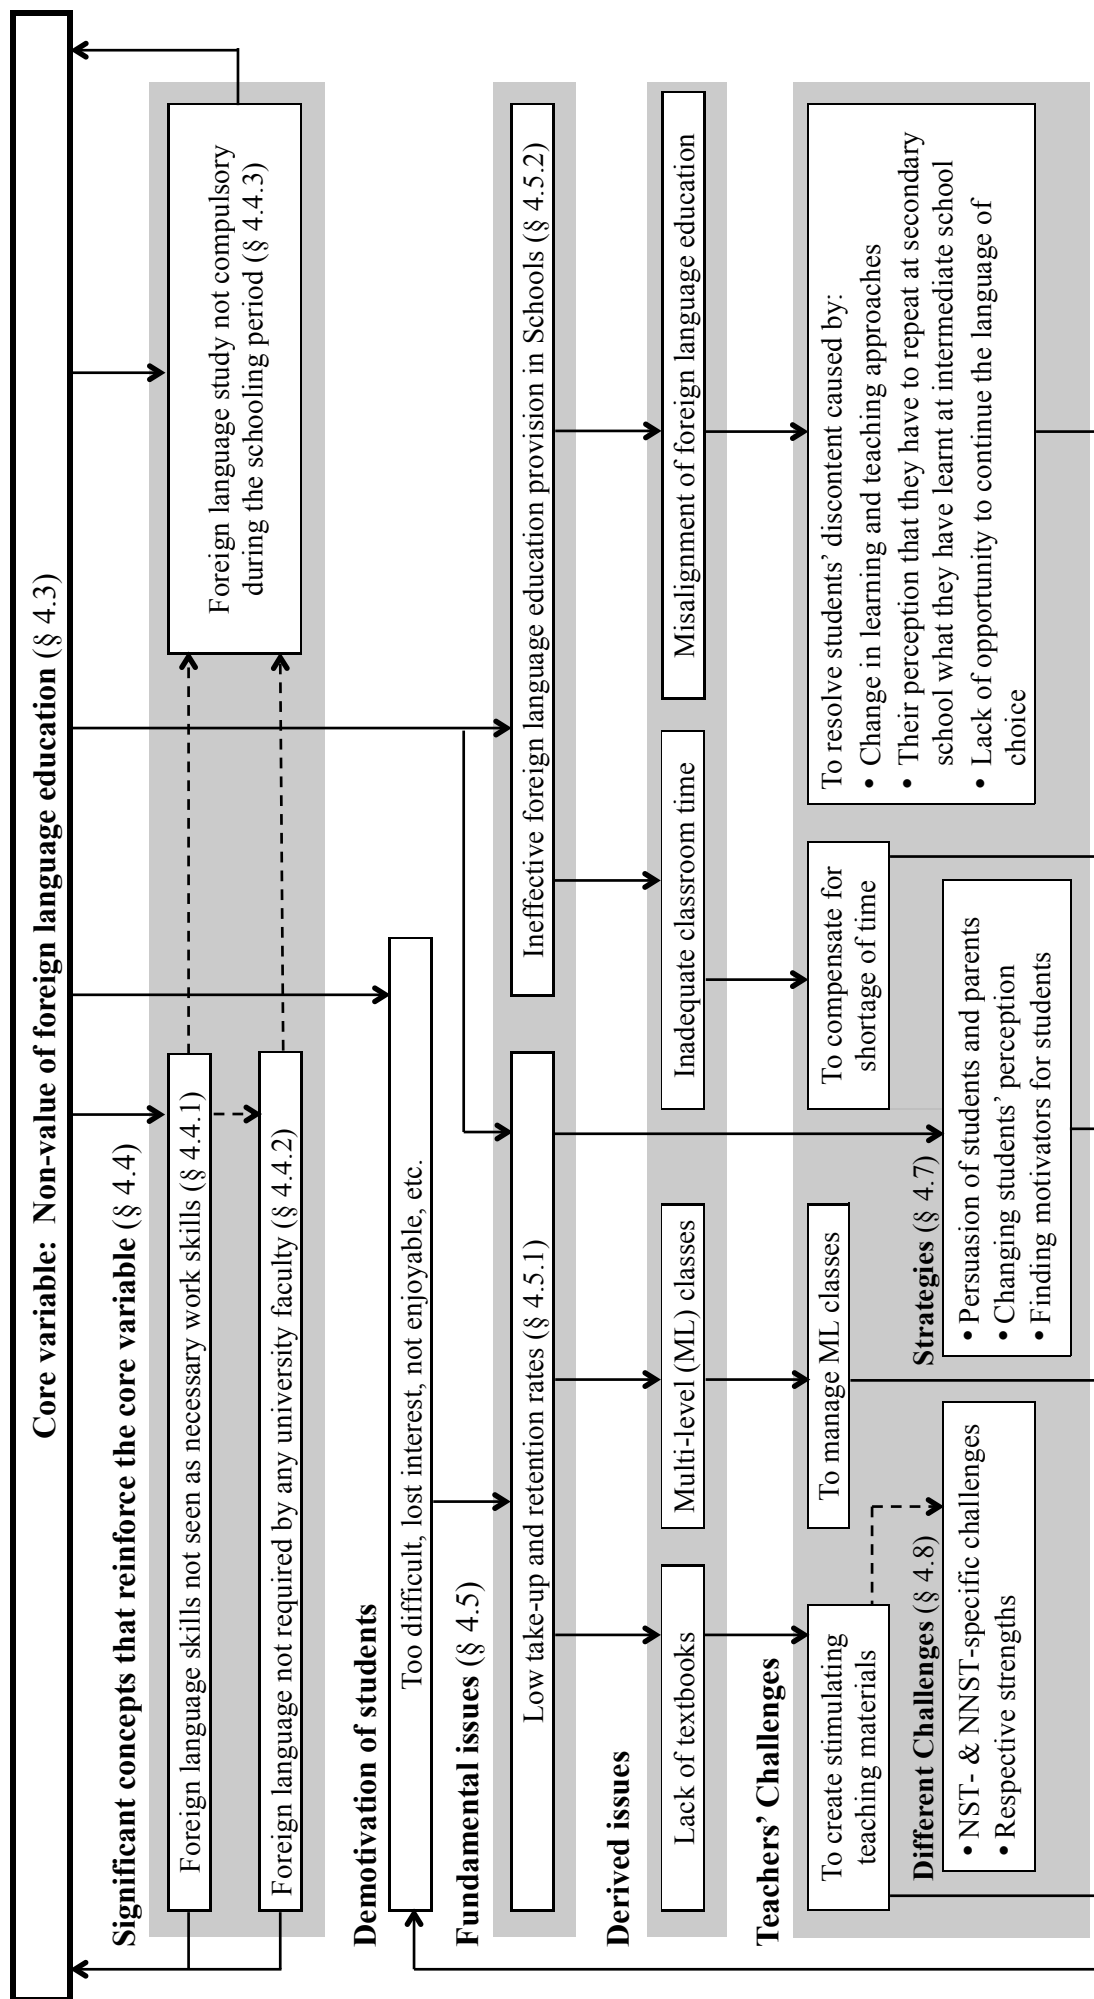 Core variable: Non-value of foreign language education (§ 4.3)
Significant concepts that reinforce the core variable (§ 4.4)
Foreign language skills not seen as necessary work skills (§ 4.4.1)
Foreign language not required by any university faculty (§ 4.4.2)
Foreign language study not compulsory
during the schooling period (§ 4.4.3)
Demotivation of students
Too difficult, lost interest, not enjoyable, etc.
Fundamental issues (§ 4.5)
Low take-up and retention rates (§ 4.5.1)
Ineffective foreign language education provision in Schools (§ 4.5.2)
Derived issues
Lack of textbooks
Multi-level (ML) classes
Inadequate classroom time
Misalignment of foreign language education
Teachers’ Challenges
To create stimulating
teaching materials
To manage ML classes
To compensate for
shortage of time
To resolve students’ discontent caused by:
• Change in learning and teaching approaches
• Their perception that they have to repeat at secondary
school what they have learnt at intermediate school
• Lack of opportunity to continue the language of
choice
Different Challenges (§ 4.8)
• NST- & NNST-specific challenges
• Respective strengths
Strategies (§ 4.7)
• Persuasion of students and parents
• Changing students’ perception
• Finding motivators for students